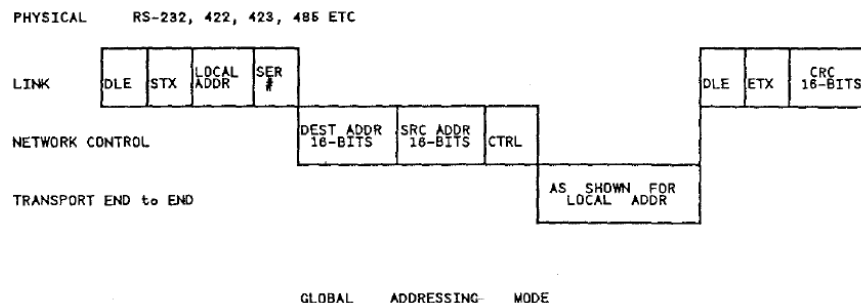 PHYSICAL RS-232, 422, 423, 485 ETC
LINK
DLE
STX
LOCAL
ADDR
SER
#
DLE
ETX
CRC
16-BITS
NETWORK CONTROL
DEST ADDR
16-BITS
SRC ADDR
16-BITS
CTRL
TRANSPORT END to END
AS SHOWN FOR
LOCAL ADDR
GLOBAL ADDRESSING MODE